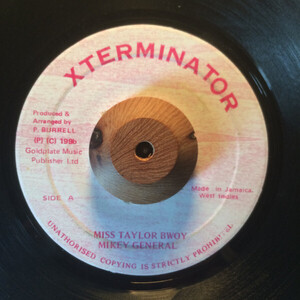 XTERMINATOR
Produced &
Arranged by
P. BURRELL
(P) (C) 1996
Goldislate Music
Publisher Ltd
SIDE A
Made in Jamaica
West Indies
MISS TAYLOR BWOY
MIKEY GENERAL
UNAUTHORISED COPYING IS STRICTLY PROHIBITED